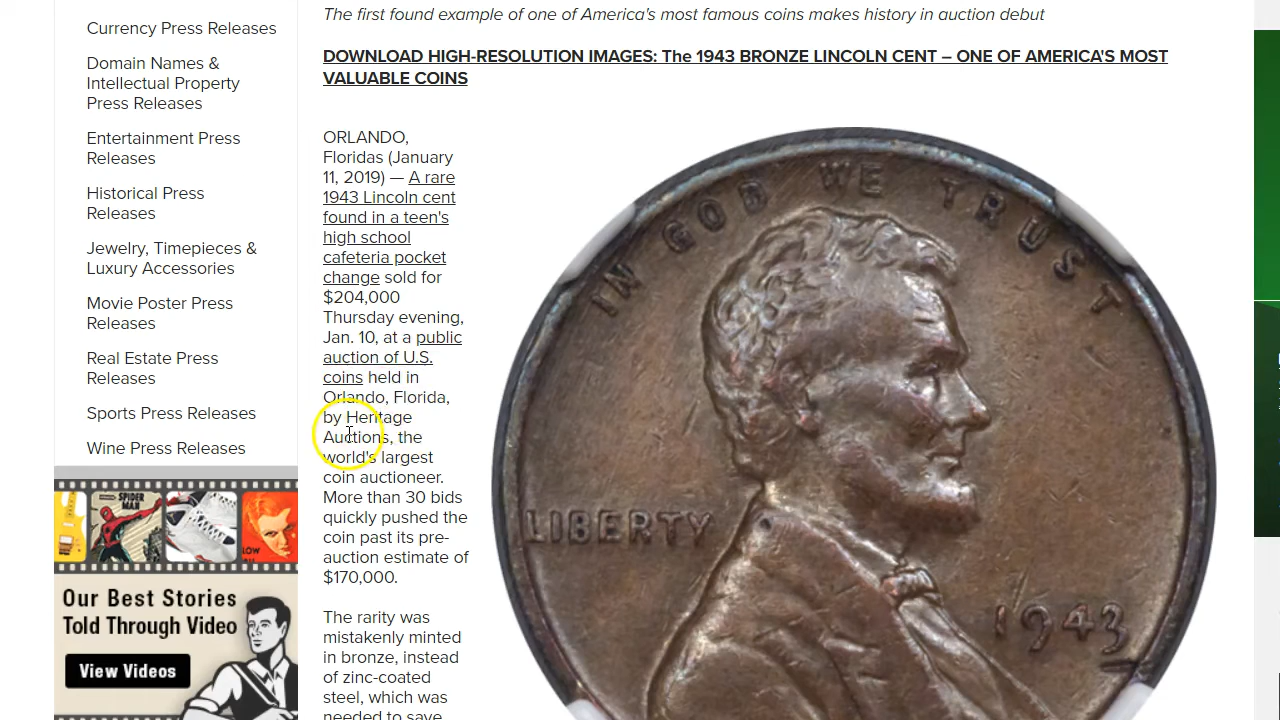 Currency Press Releases
Domain Names &
Intellectual Property
Press Releases
Entertainment Press
Releases
Historical Press
Releases
Jewelry, Timepieces &
Luxury Accessories
Movie Poster Press
Releases
Real Estate Press
Releases
Sports Press Releases
Wine Press Releases
SPIDER
MAN
LOW
Our Best Stories
Told Through Video
View Videos
The first found example of one of America's most famous coins makes history in auction debut
DOWNLOAD HIGH-RESOLUTION IMAGES: The 1943 BRONZE LINCOLN CENT – ONE OF AMERICA'S MOST
VALUABLE COINS
ORLANDO,
Floridas (January
11, 2019) — A rare
1943 Lincoln cent
found in a teen's
high school
cafeteria pocket
change sold for
$204,000
Thursday evening,
Jan. 10, at a public
auction of U.S.
coins held in
Orlando, Florida,
by Heritage
Auctions, the
world's largest
coin auctioneer.
More than 30 bids
quickly pushed the
coin past its pre-
auction estimate of
$170,000.
The rarity was
mistakenly minted
in bronze, instead
of zinc-coated
steel, which was
needed to save
IN GOD WE TRUST
LIBERTY
1943